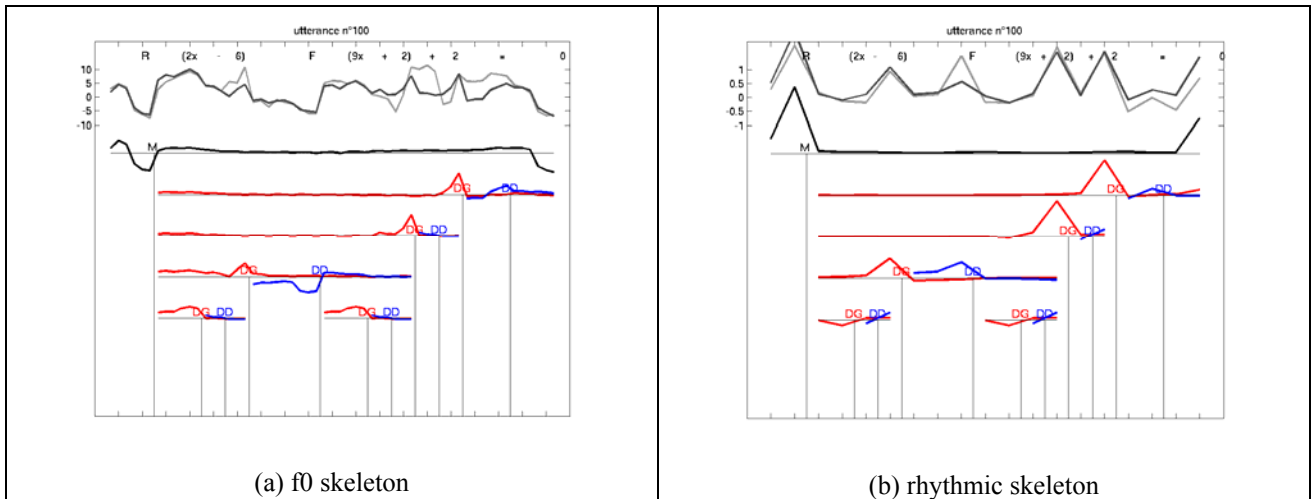 utterance n°100
R (2x - 6) F (9x + 2) + 2 = 0
10
5
0
-5
-10
M
DG DD
DG DD
DG DD
DG DD DG DD
(a) f0 skeleton
utterance n°100
R (2x - 6) F (9x + 2) + 2 = 0
1
0.5
0
-0.5
-1
M
DG DD
DG DD
DG DD
DG DD DG DD
(b) rhythmic skeleton